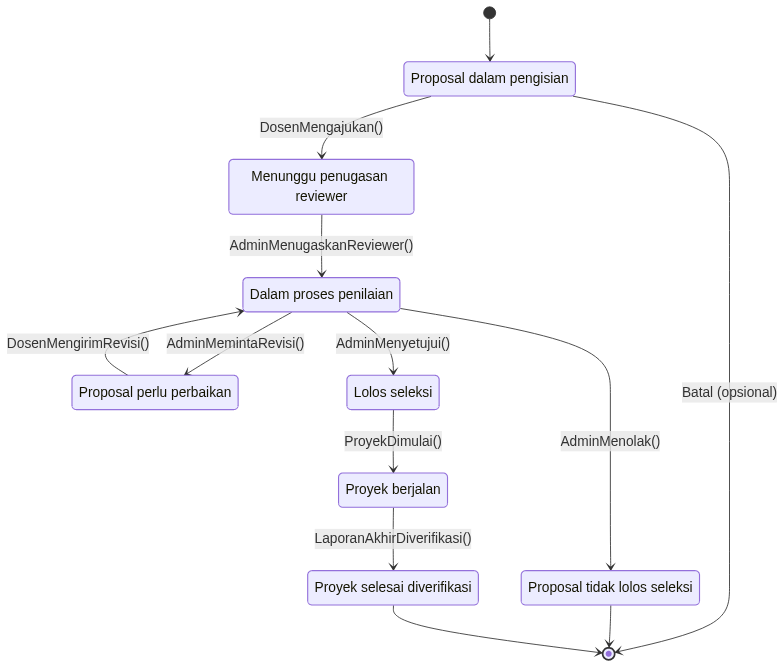 Proposal dalam pengisian
DosenMengajukan()
Menunggu penugasan
reviewer
AdminMenugaskanReviewer()
Dalam proses penilaian
DosenMengirimRevisi()
AdminMemintaRevisi()
AdminMenyetujui()
Proposal perlu perbaikan
Lolos seleksi
Batal (opsional)
ProyekDimulai()
AdminMenolak()
Proyek berjalan
LaporanAkhirDiverifikasi()
Proyek selesai diverifikasi
Proposal tidak lolos seleksi